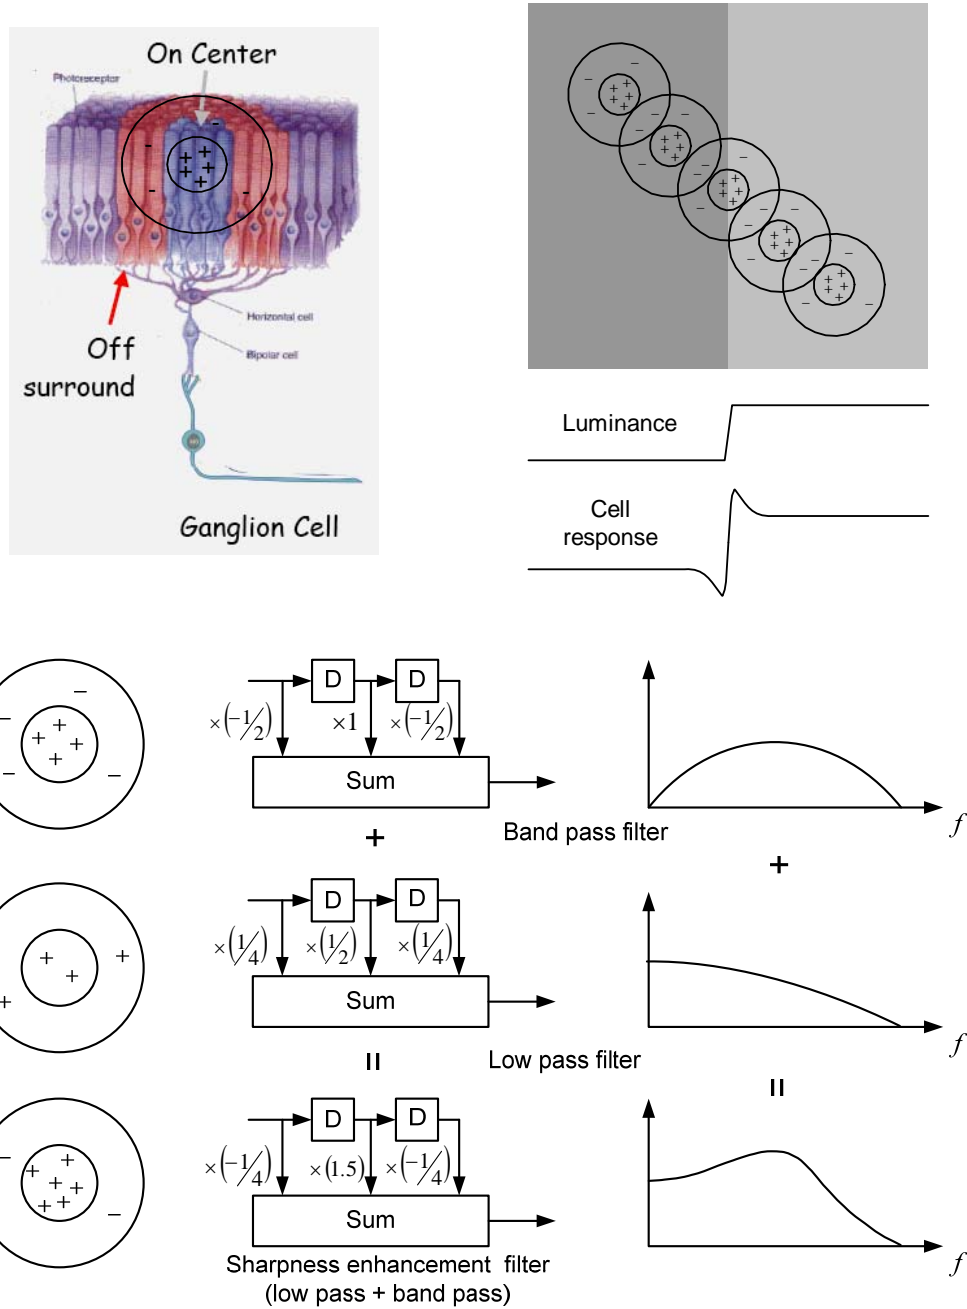 On Center
Photoreceptor
Off
surround
Horizontal cell
Bipolar cell
Ganglion Cell
Luminance
Cell
response
D D
×(−1/2) ×1 ×(−1/2)
Sum
+
Band pass filter
f
+
D D
×(1/4) ×(1/2) ×(1/4)
Sum
=
Low pass filter
f
=
D D
×(−1/4) ×(1.5) ×(−1/4)
Sum
Sharpness enhancement filter
(low pass + band pass)
f